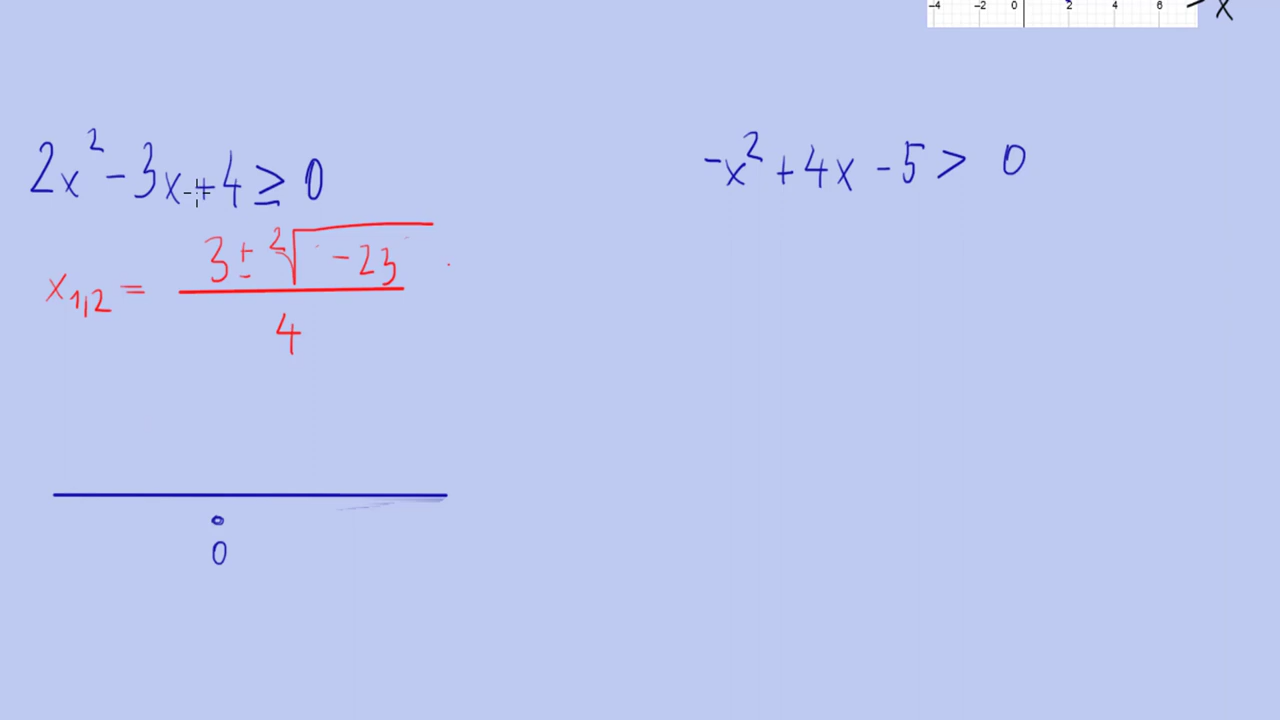 -4 -2 0 2 4 6 x
2x² - 3x + 4 ≥ 0
-x² + 4x - 5 > 0
x₁,₂ = (3 ± ²√(-23)) / 4
0